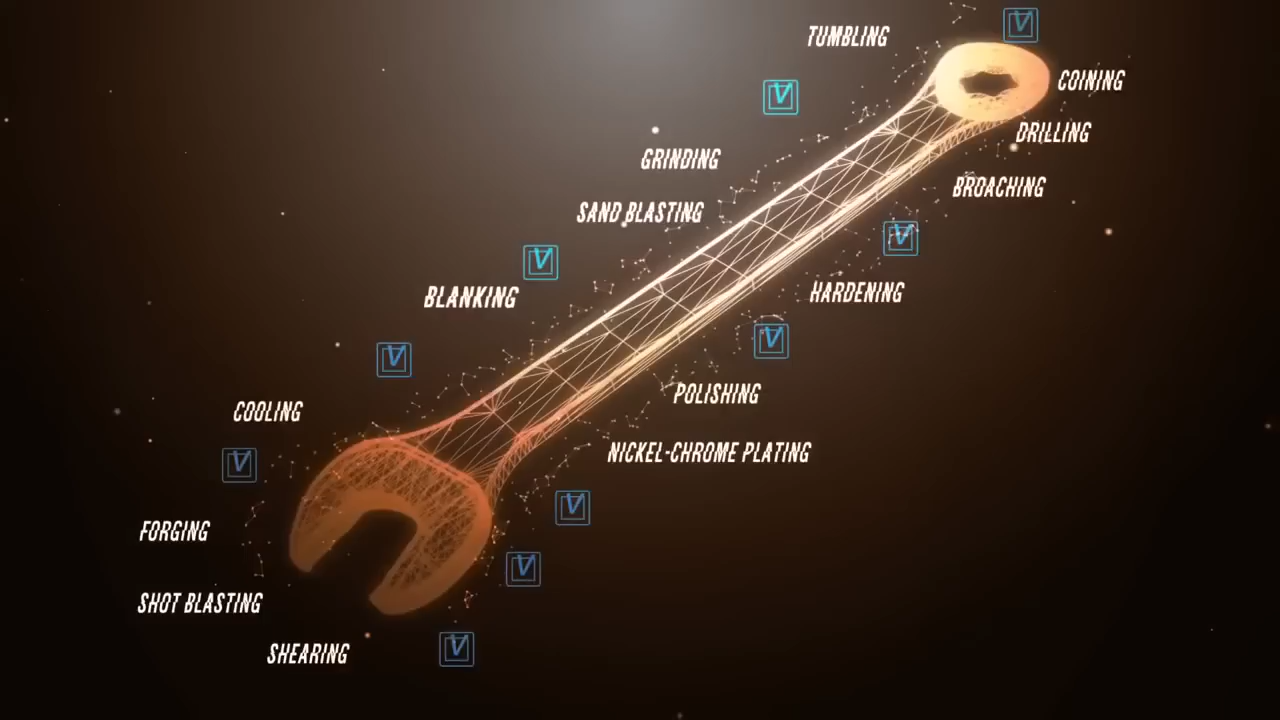 V
TUMBLING
COINING
V
DRILLING
GRINDING
BROACHING
SAND BLASTING
V
V
HARDENING
BLANKING
V
V
POLISHING
COOLING
NICKEL-CHROME PLATING
V
V
FORGING
V
SHOT BLASTING
V
SHEARING